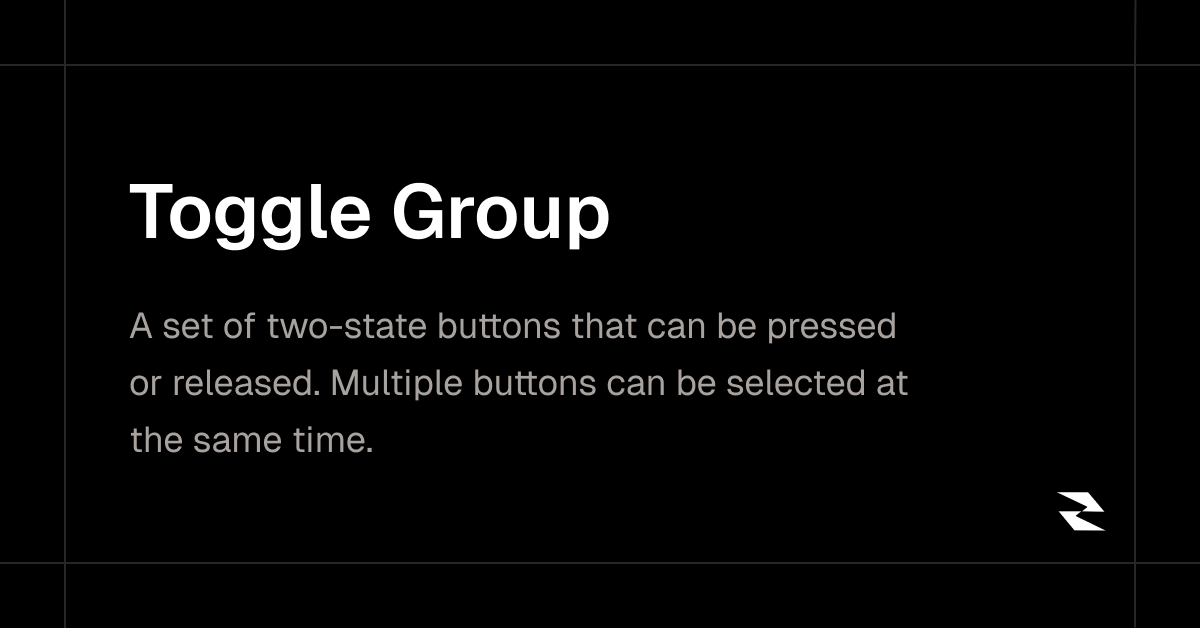 Toggle Group
A set of two-state buttons that can be pressed
or released. Multiple buttons can be selected at
the same time.